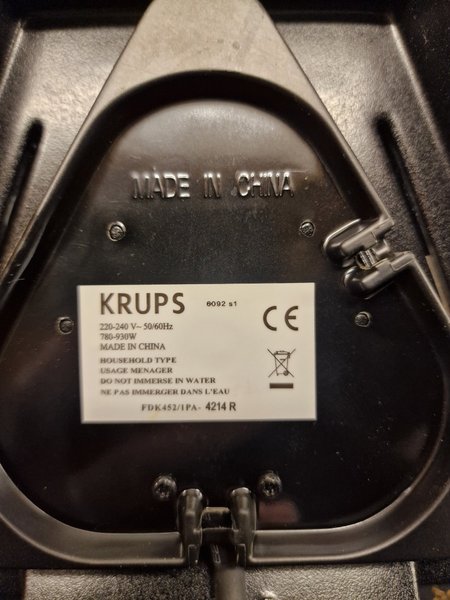 MADE IN CHINA
KRUPS 6092 s1
220-240 V~ 50/60Hz
780-930W
MADE IN CHINA
HOUSEHOLD TYPE
USAGE MENAGER
DO NOT IMMERSE IN WATER
NE PAS IMMERGER DANS L'EAU
FDK452/1PA- 4214 R
CE